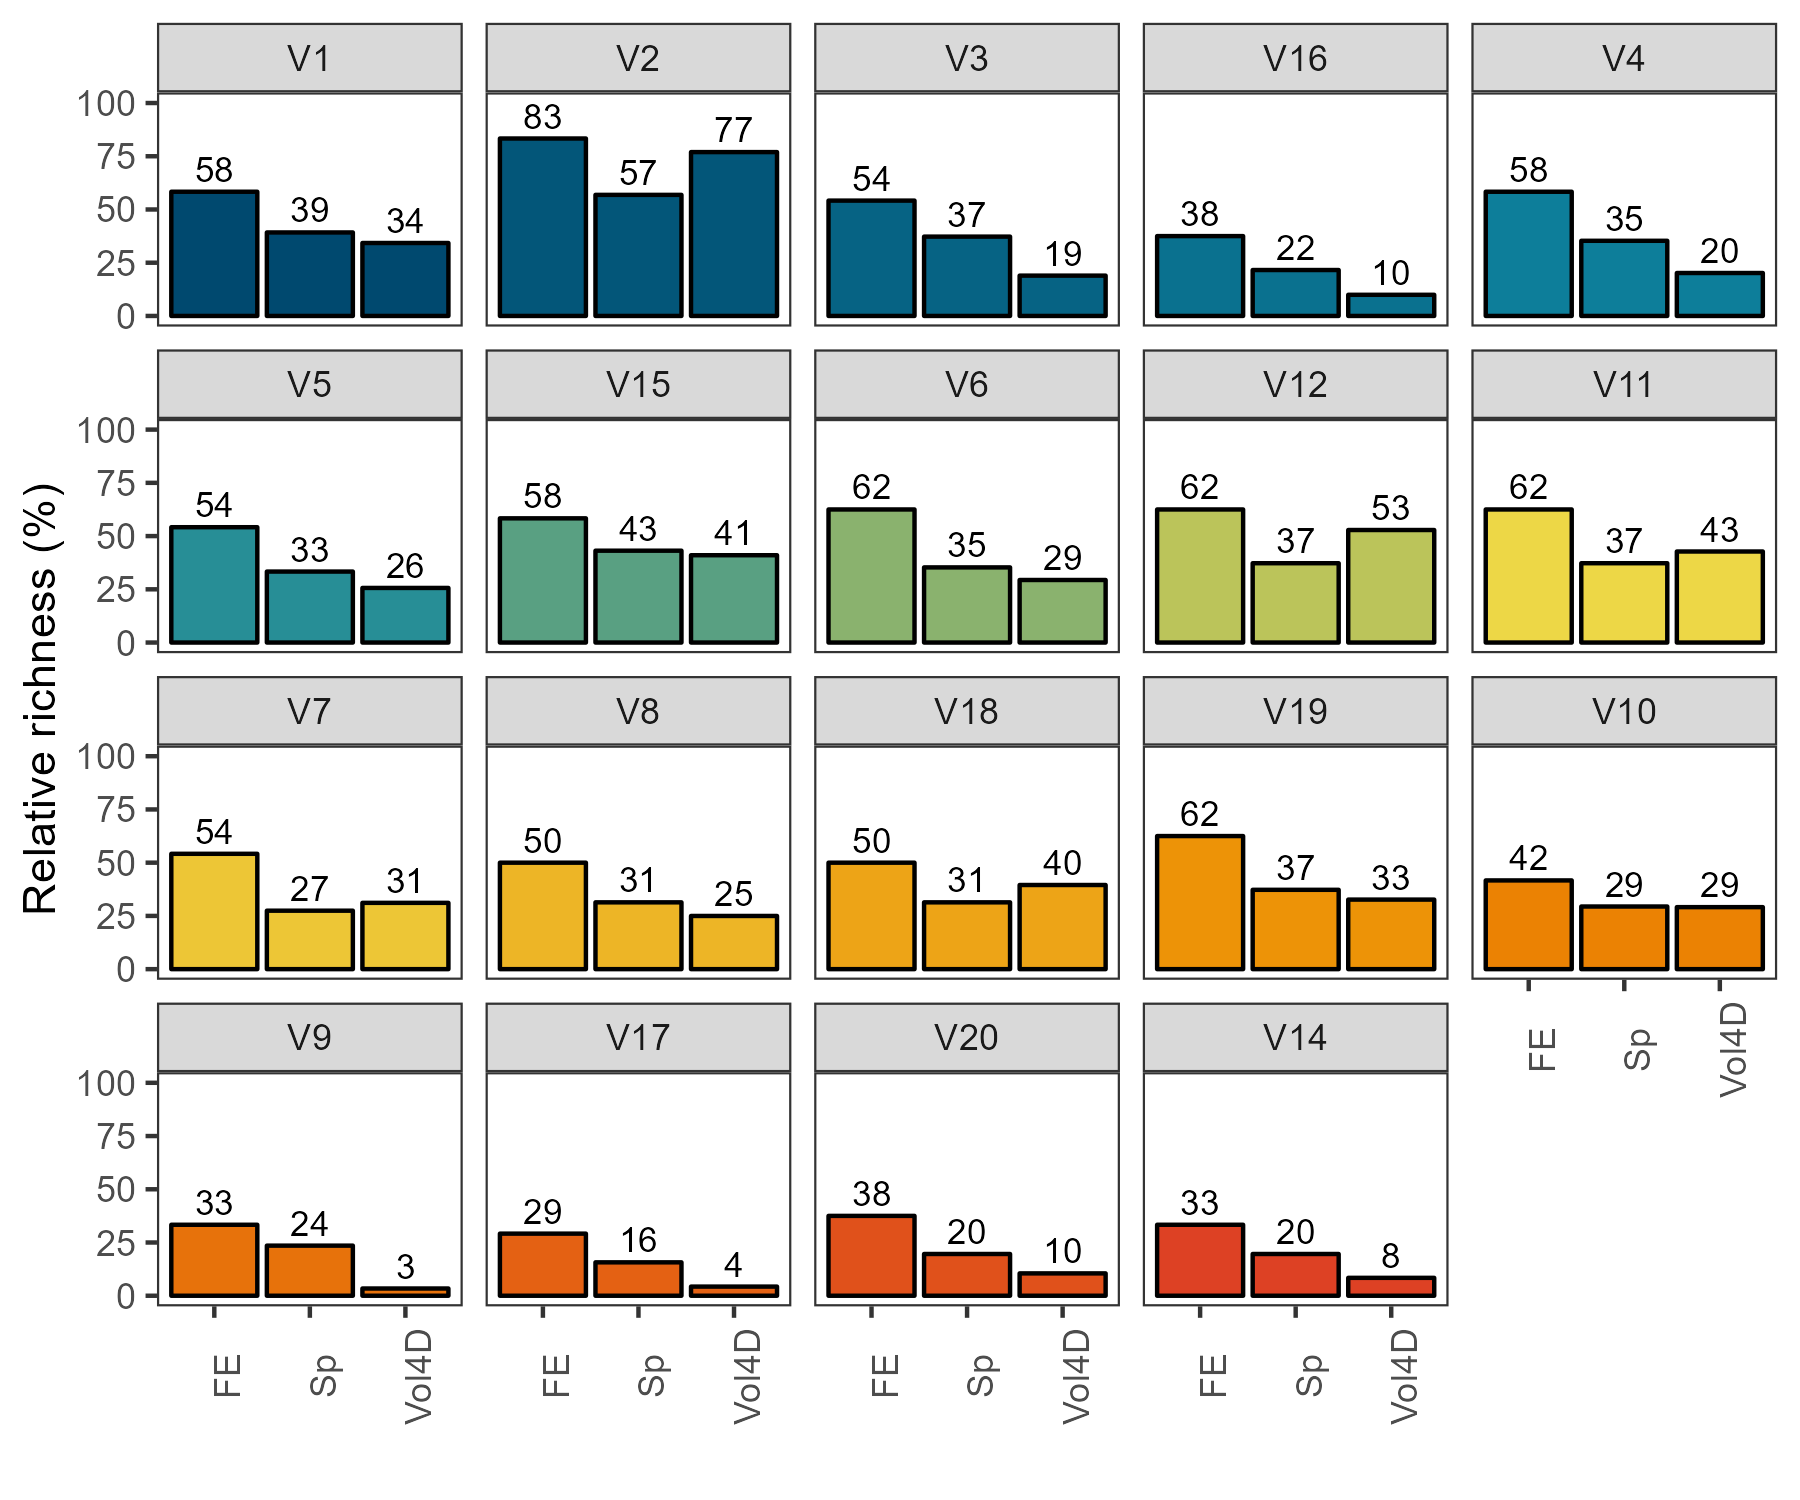 V1 V2 V3 V16 V4
100
75
50
25
0
58 39 34
83 57 77
54 37 19
38 22 10
58 35 20
V5 V15 V6 V12 V11
100
75
50
25
0
54 33 26
58 43 41
62 35 29
62 37 53
62 37 43
Relative richness (%)
V7 V8 V18 V19 V10
100
75
50
25
0
54 27 31
50 31 25
50 31 40
62 37 33
42 29 29
FE Sp Vol4D
V9 V17 V20 V14
100
75
50
25
0
33 24 3
29 16 4
38 20 10
33 20 8
FE Sp Vol4D
FE Sp Vol4D
FE Sp Vol4D
FE Sp Vol4D